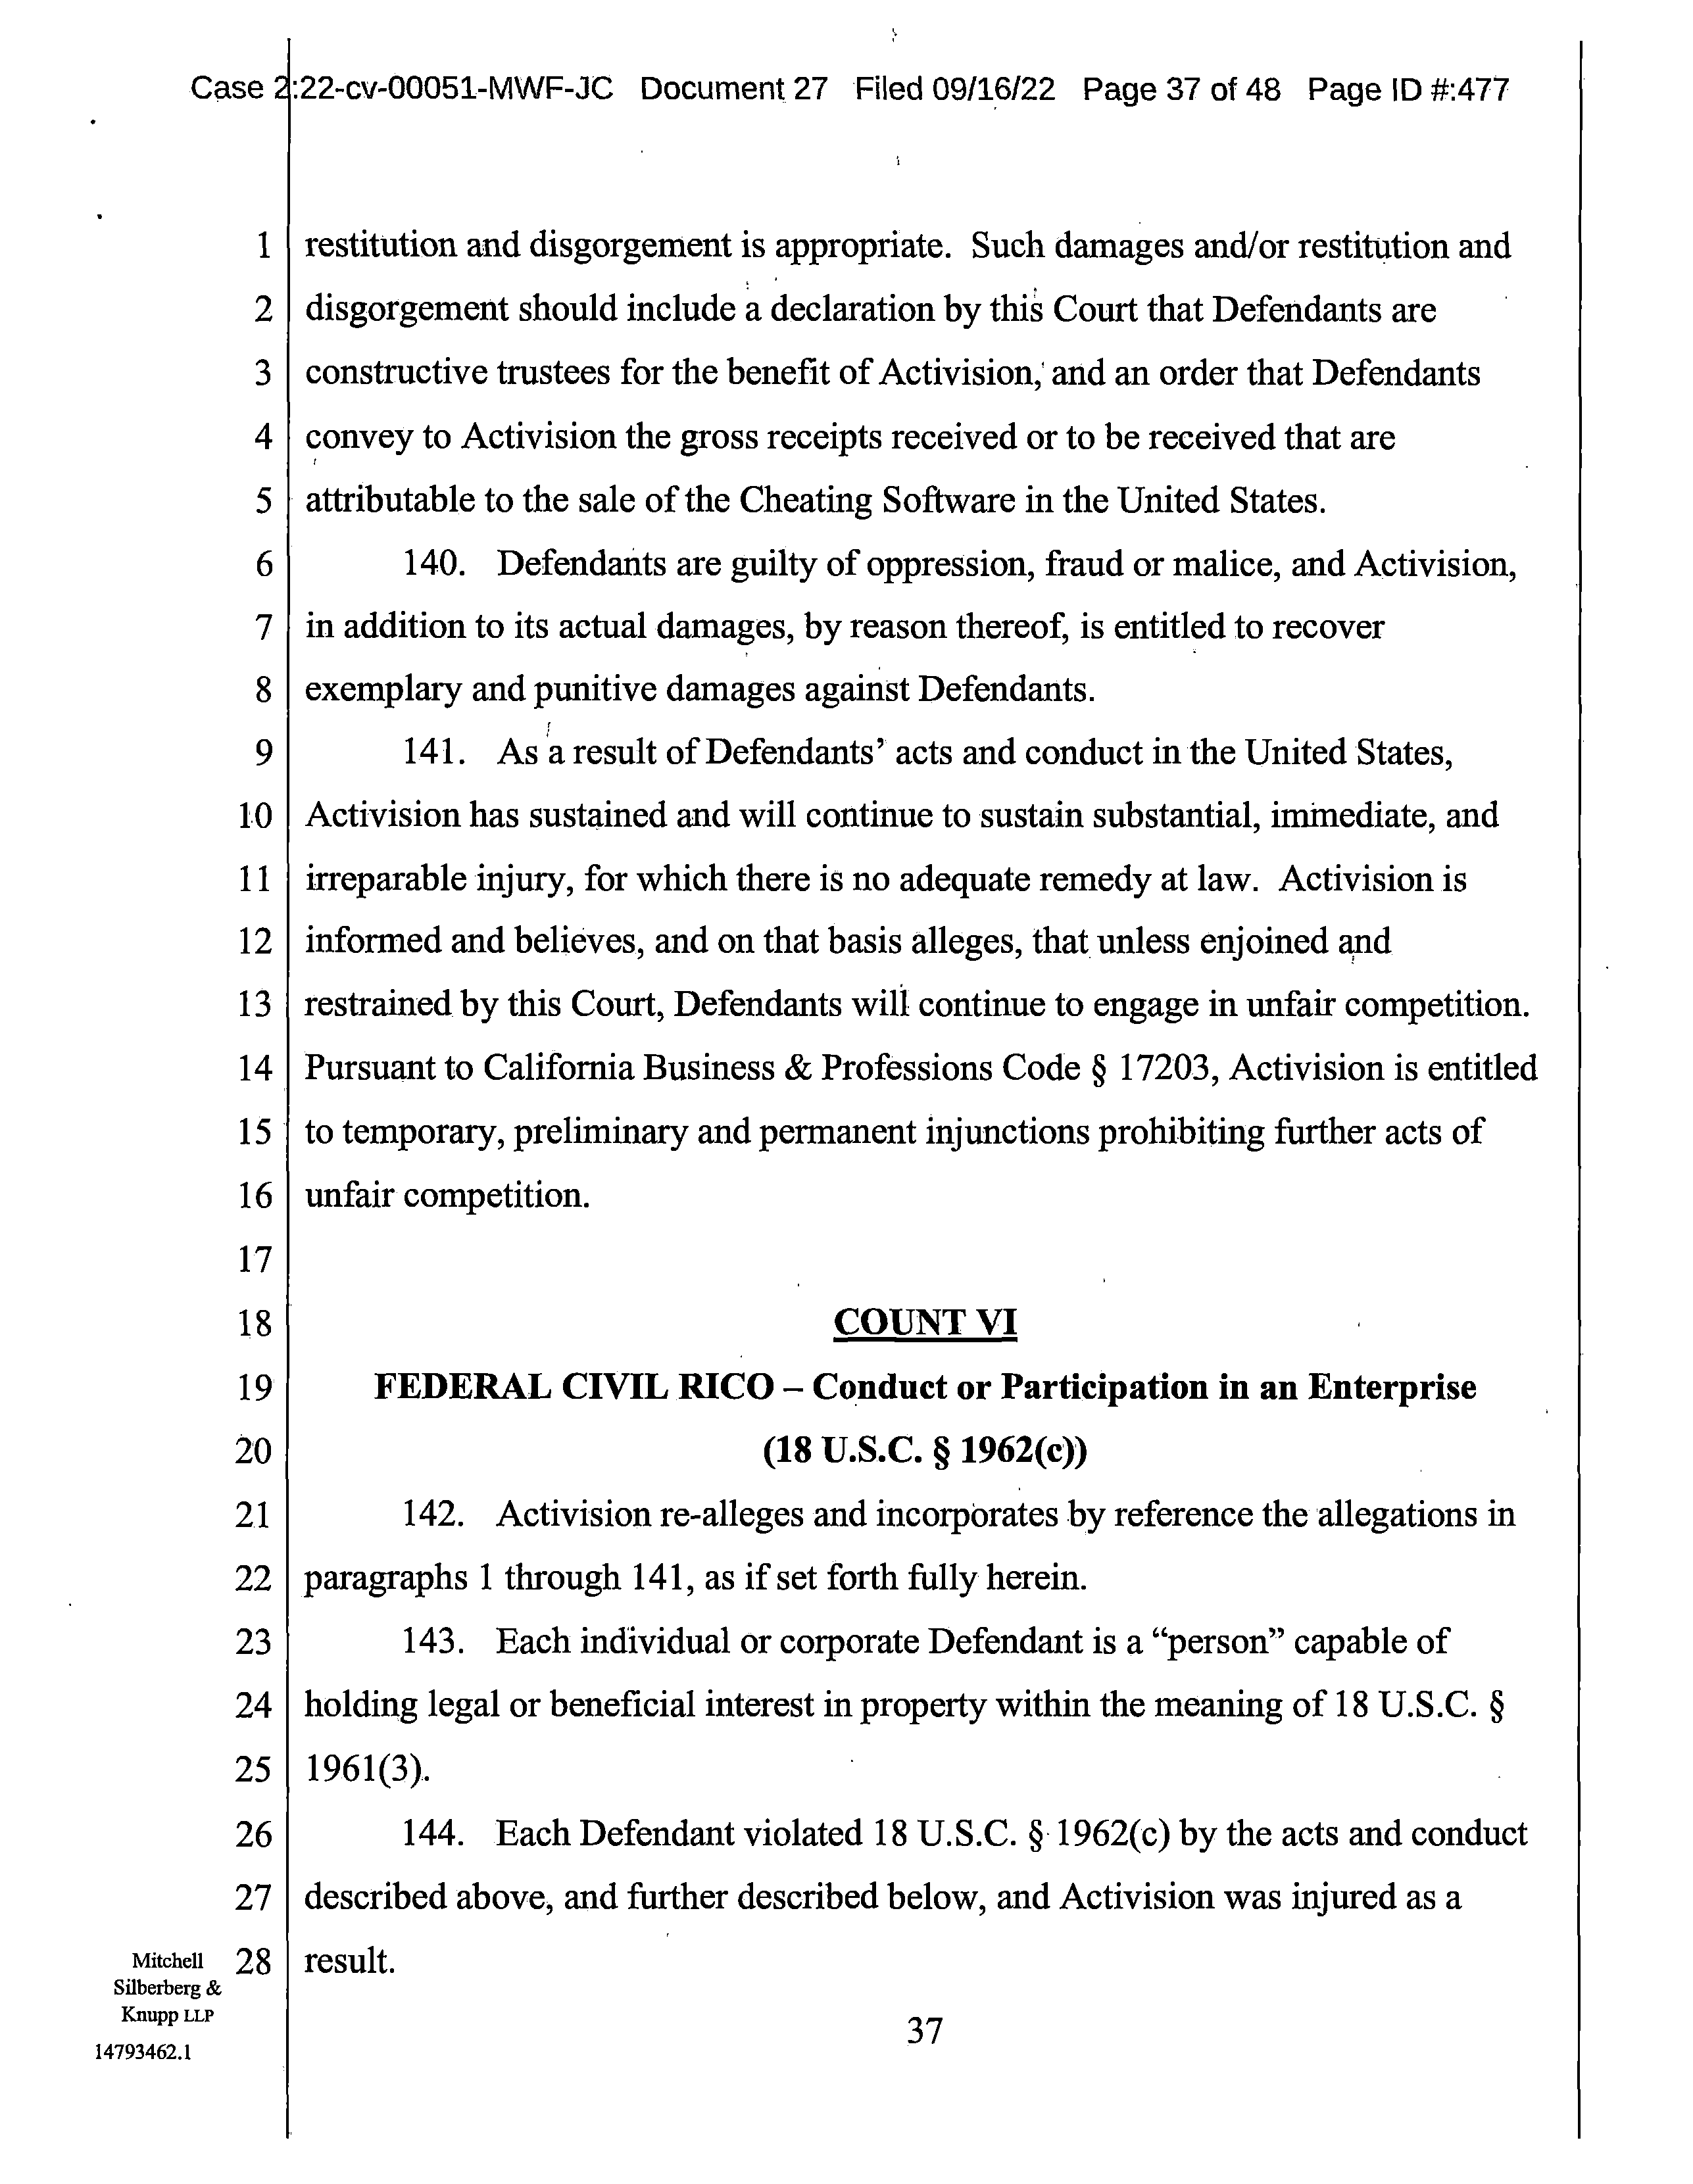 Case 2:22-cv-00051-MWF-JC Document 27 Filed 09/16/22 Page 37 of 48 Page ID #:477
1 restitution and disgorgement is appropriate. Such damages and/or restitution and
2 disgorgement should include a declaration by this Court that Defendants are
3 constructive trustees for the benefit of Activision, and an order that Defendants
4 convey to Activision the gross receipts received or to be received that are
5 attributable to the sale of the Cheating Software in the United States.
6 140. Defendants are guilty of oppression, fraud or malice, and Activision,
7 in addition to its actual damages, by reason thereof, is entitled to recover
8 exemplary and punitive damages against Defendants.
9 141. As a result of Defendants’ acts and conduct in the United States,
10 Activision has sustained and will continue to sustain substantial, immediate, and
11 irreparable injury, for which there is no adequate remedy at law. Activision is
12 informed and believes, and on that basis alleges, that unless enjoined and
13 restrained by this Court, Defendants will continue to engage in unfair competition.
14 Pursuant to California Business & Professions Code § 17203, Activision is entitled
15 to temporary, preliminary and permanent injunctions prohibiting further acts of
16 unfair competition.
17
18 COUNT VI
19 FEDERAL CIVIL RICO – Conduct or Participation in an Enterprise
20 (18 U.S.C. § 1962(c))
21 142. Activision re-alleges and incorporates by reference the allegations in
22 paragraphs 1 through 141, as if set forth fully herein.
23 143. Each individual or corporate Defendant is a “person” capable of
24 holding legal or beneficial interest in property within the meaning of 18 U.S.C. §
25 1961(3).
26 144. Each Defendant violated 18 U.S.C. § 1962(c) by the acts and conduct
27 described above, and further described below, and Activision was injured as a
28 result.
Mitchell
Silberberg &
Knupp LLP
14793462.1
37